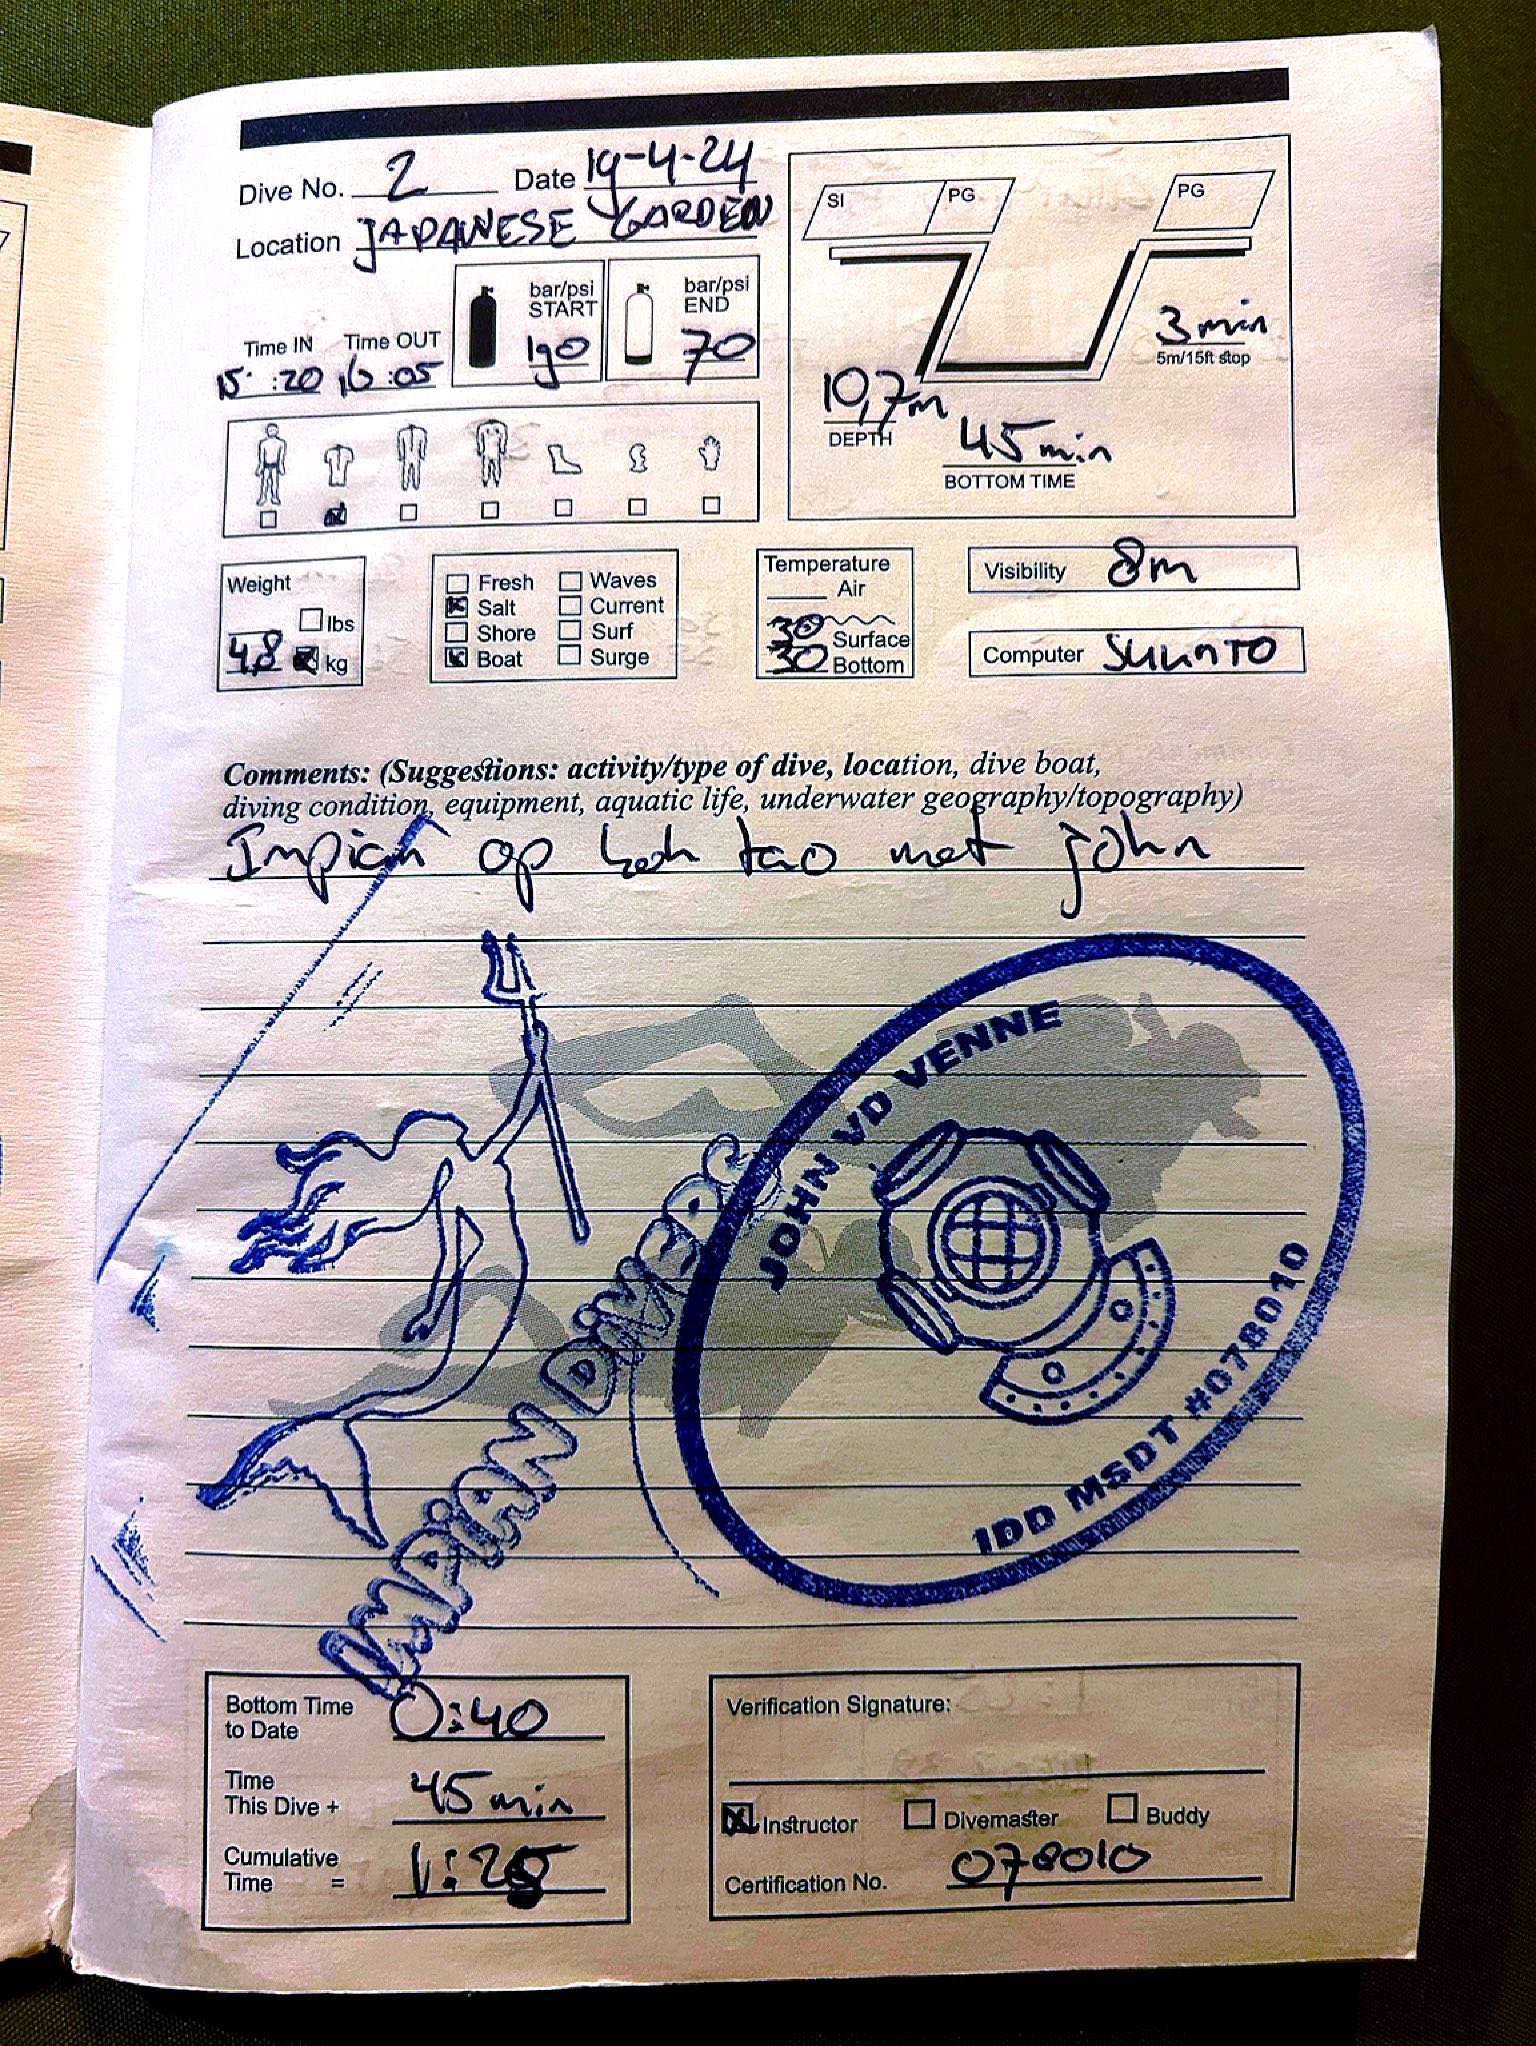 Dive No. 2 Date 19-4-24
Location JAPANESE GARDEN
SI PG PG
bar/psi START 190
bar/psi END 70
Time IN Time OUT
15:20 16:05
3 min
5m/15ft stop
10,7m
DEPTH
45 min
BOTTOM TIME
Weight
lbs
4,8 kg
Fresh Waves
Salt Current
Shore Surf
Boat Surge
Temperature
Air
30 Surface
30 Bottom
Visibility 8m
Computer SUUNTO
Comments: (Suggestions: activity/type of dive, location, dive boat,
diving condition, equipment, aquatic life, underwater geography/topography)
Impian op koh tao met john
IMPIAN DIVERS
JOHN VD VENNE
IDD MSDT #078010
Bottom Time to Date 0:40
Time This Dive + 45 min
Cumulative Time = 1:25
Verification Signature:
Instructor Divemaster Buddy
Certification No. 078010